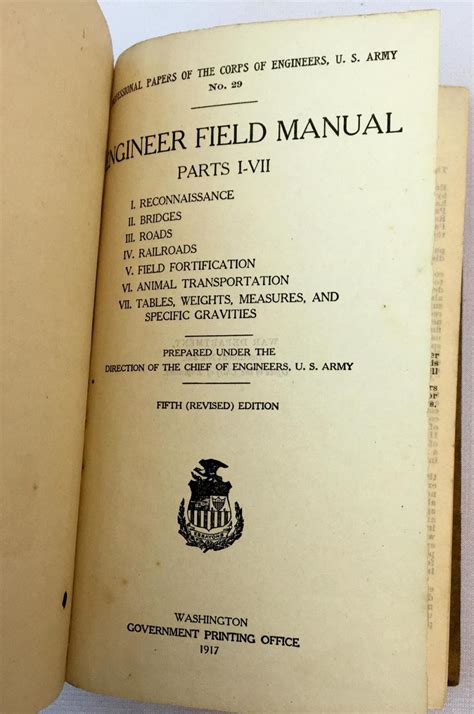 OFESSIONAL PAPERS OF THE CORPS OF ENGINEERS, U. S. ARMY
No. 29
ENGINEER FIELD MANUAL
PARTS I-VII
I. RECONNAISSANCE
II. BRIDGES
III. ROADS
IV. RAILROADS
V. FIELD FORTIFICATION
VI. ANIMAL TRANSPORTATION
VII. TABLES, WEIGHTS, MEASURES, AND
SPECIFIC GRAVITIES
PREPARED UNDER THE
DIRECTION OF THE CHIEF OF ENGINEERS, U. S. ARMY
FIFTH (REVISED) EDITION
ESSAYONS
WASHINGTON
GOVERNMENT PRINTING OFFICE
1917